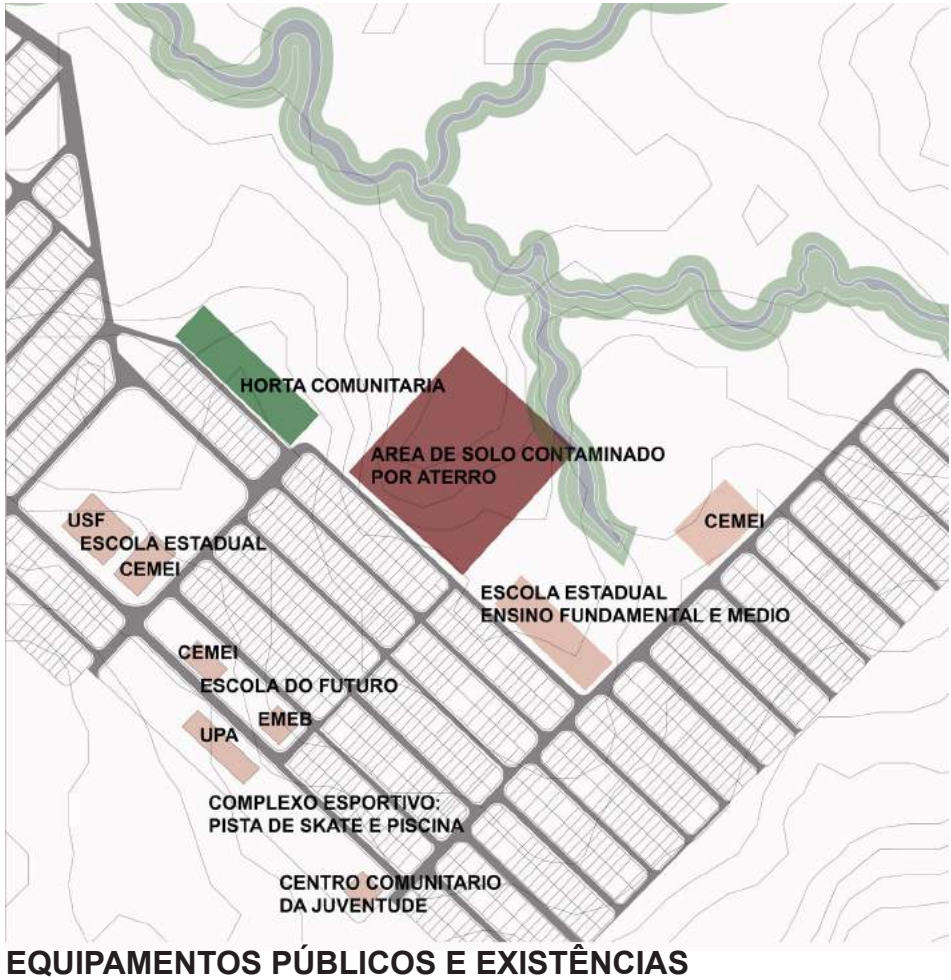 HORTA COMUNITARIA
AREA DE SOLO CONTAMINADO
POR ATERRO
USF
ESCOLA ESTADUAL
CEMEI
CEMEI
ESCOLA ESTADUAL
ENSINO FUNDAMENTAL E MEDIO
CEMEI
ESCOLA DO FUTURO
EMEB
UPA
COMPLEXO ESPORTIVO:
PISTA DE SKATE E PISCINA
CENTRO COMUNITARIO
DA JUVENTUDE
EQUIPAMENTOS PÚBLICOS E EXISTÊNCIAS